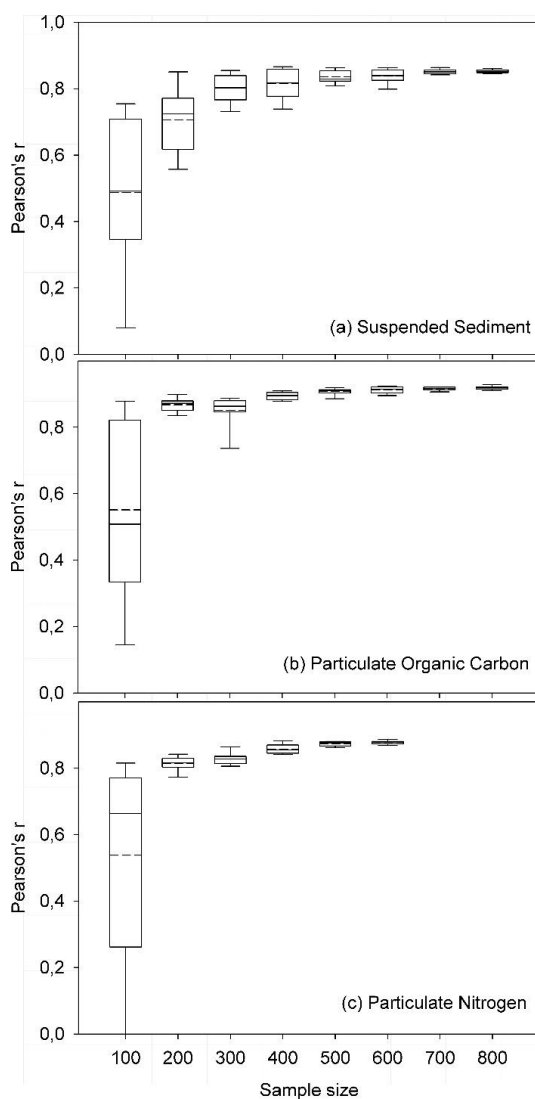 1,0
0,8
0,6
0,4
0,2
0,0
Pearson's r
(a) Suspended Sediment
0,8
0,6
0,4
0,2
0,0
Pearson's r
(b) Particulate Organic Carbon
0,8
0,6
0,4
0,2
0,0
Pearson's r
(c) Particulate Nitrogen
100 200 300 400 500 600 700 800
Sample size